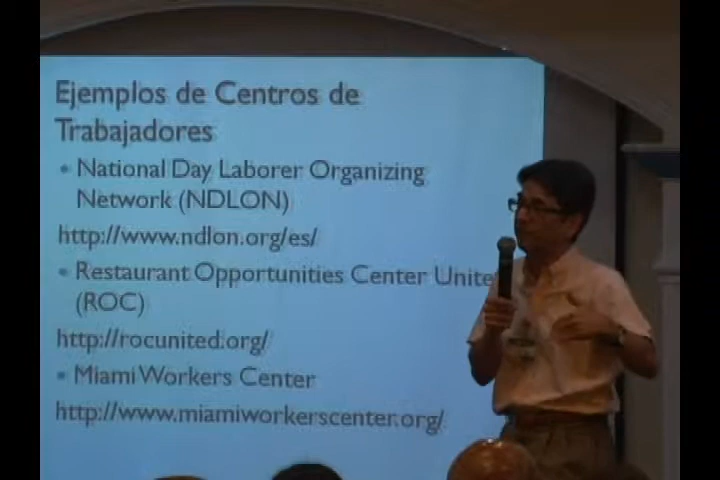 Ejemplos de Centros de
Trabajadores
• National Day Laborer Organizing
Network (NDLON)
http://www.ndlon.org/es/
• Restaurant Opportunities Center Unite
(ROC)
http://rocunited.org/
• Miami Workers Center
http://www.miamiworkerscenter.org/